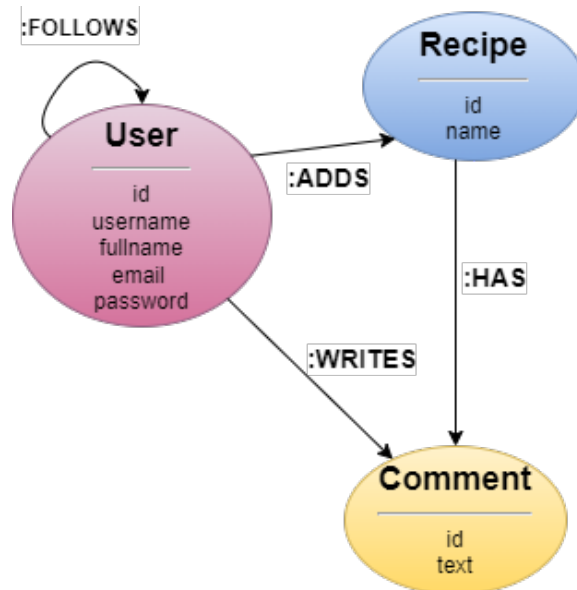 :FOLLOWS
Recipe
id
name
User
id
username
fullname
email
password
:ADDS
:HAS
:WRITES
Comment
id
text